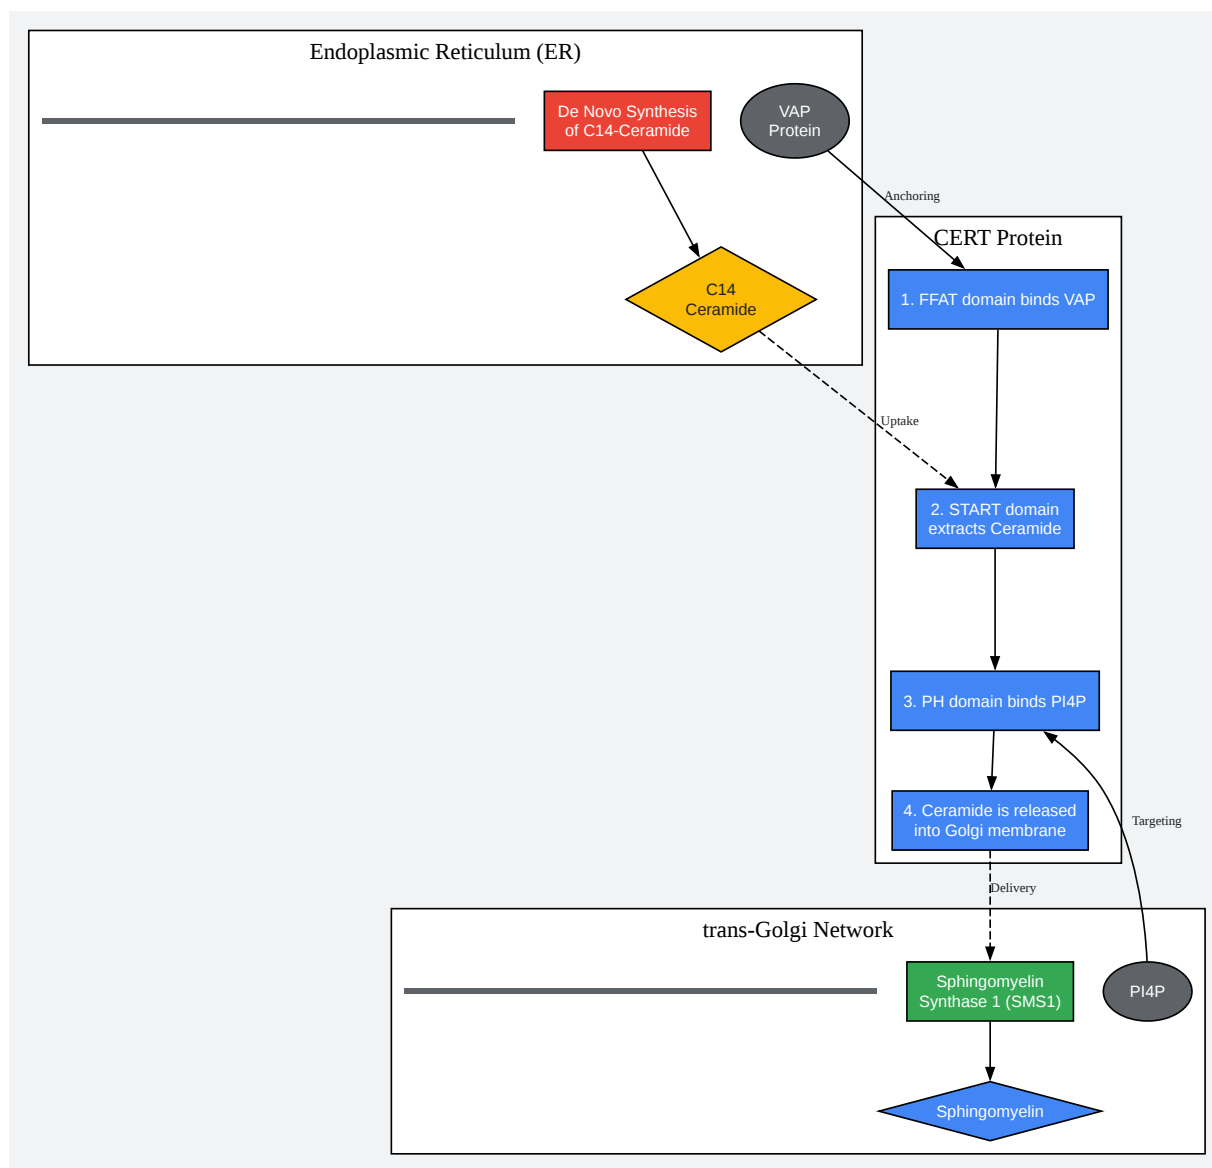 Endoplasmic Reticulum (ER)
De Novo Synthesis
of C14-Ceramide
VAP
Protein
Anchoring
CERT Protein
C14
Ceramide
1. FFAT domain binds VAP
Uptake
2. START domain
extracts Ceramide
3. PH domain binds PI4P
4. Ceramide is released
into Golgi membrane
Targeting
Delivery
trans-Golgi Network
Sphingomyelin
Synthase 1 (SMS1)
PI4P
Sphingomyelin